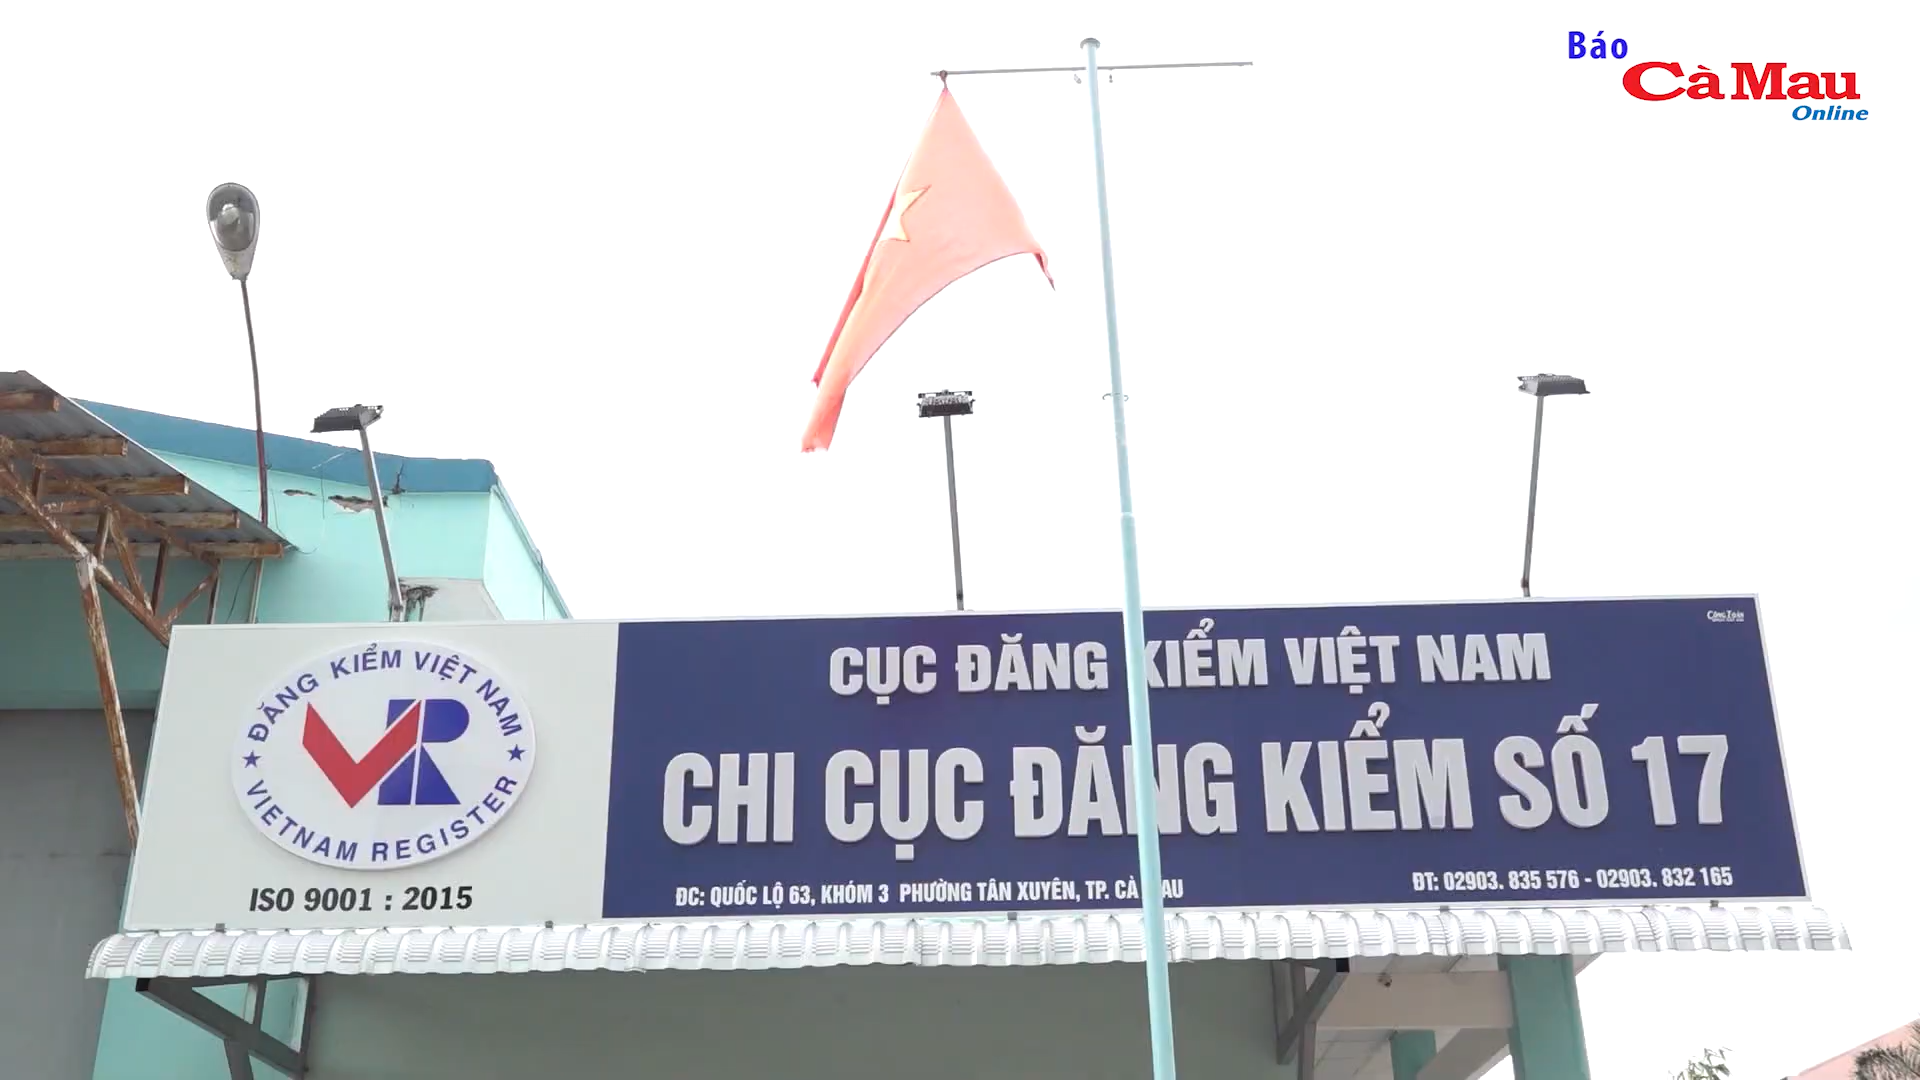 Báo
Cà Mau
Online
CỤC ĐĂNG KIỂM VIỆT NAM
CHI CỤC ĐĂNG KIỂM SỐ 17
ĐC: QUỐC LỘ 63, KHÓM 3 PHƯỜNG TÂN XUYÊN, TP. CÀ MAU
ĐT: 02903. 835 576 - 02903. 832 165
ĐĂNG KIỂM VIỆT NAM
VR
VIETNAM REGISTER
ISO 9001 : 2015